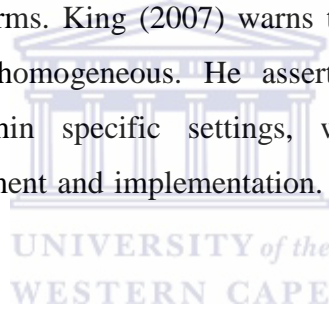 rms. King (2007) warns t
homogeneous. He assert
hin specific settings, w
ment and implementation.
UNIVERSITY of the
WESTERN CAPE